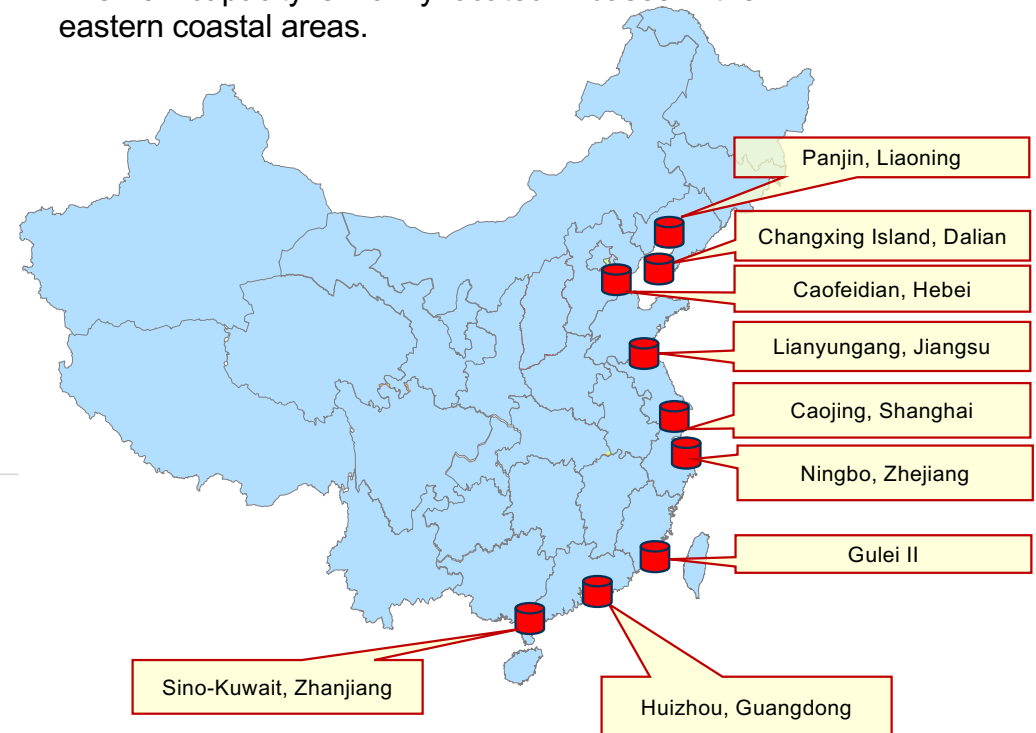 eastern coastal areas.
Panjin, Liaoning
Changxing Island, Dalian
Caofeidian, Hebei
Lianyungang, Jiangsu
Caojing, Shanghai
Ningbo, Zhejiang
Gulei II
Sino-Kuwait, Zhanjiang
Huizhou, Guangdong